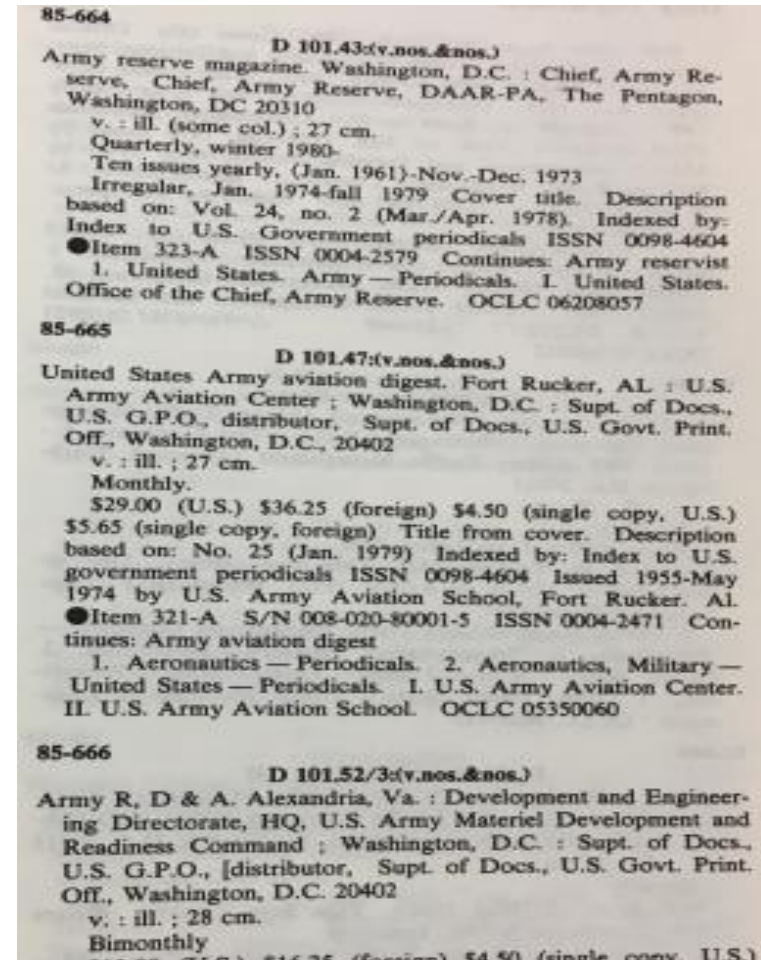 85-664
D 101.43:(v.nos.&nos.)
Army reserve magazine. Washington, D.C. : Chief, Army Re-
serve, Chief, Army Reserve, DAAR-PA, The Pentagon,
Washington, DC 20310
v. : ill. (some col.) ; 27 cm.
Quarterly, winter 1980-
Ten issues yearly, (Jan. 1961)-Nov.-Dec. 1973
Irregular, Jan. 1974-fall 1979 Cover title. Description
based on: Vol. 24, no. 2 (Mar./Apr. 1978). Indexed by:
Index to U.S. Government periodicals ISSN 0098-4604
●Item 323-A ISSN 0004-2579 Continues: Army reservist
1. United States. Army — Periodicals. I. United States.
Office of the Chief, Army Reserve. OCLC 06208057
85-665
D 101.47:(v.nos.&nos.)
United States Army aviation digest. Fort Rucker, AL : U.S.
Army Aviation Center ; Washington, D.C. : Supt. of Docs.,
U.S. G.P.O., distributor, Supt. of Docs., U.S. Govt. Print.
Off., Washington, D.C., 20402
v. : ill. ; 27 cm.
Monthly.
$29.00 (U.S.) $36.25 (foreign) $4.50 (single copy, U.S.)
$5.65 (single copy, foreign) Title from cover. Description
based on: No. 25 (Jan. 1979) Indexed by: Index to U.S.
government periodicals ISSN 0098-4604 Issued 1955-May
1974 by U.S. Army Aviation School, Fort Rucker. Al.
●Item 321-A S/N 008-020-80001-5 ISSN 0004-2471 Con-
tinues: Army aviation digest
1. Aeronautics — Periodicals. 2. Aeronautics, Military —
United States — Periodicals. I. U.S. Army Aviation Center.
II. U.S. Army Aviation School. OCLC 05350060
85-666
D 101.52/3:(v.nos.&nos.)
Army R, D & A. Alexandria, Va. : Development and Engineer-
ing Directorate, HQ, U.S. Army Materiel Development and
Readiness Command ; Washington, D.C. : Supt. of Docs.,
U.S. G.P.O., [distributor, Supt. of Docs., U.S. Govt. Print.
Off., Washington, D.C. 20402
v. : ill. ; 28 cm.
Bimonthly
(U.S.) $16.25 (foreign) $4.50 (single copy, U.S.)